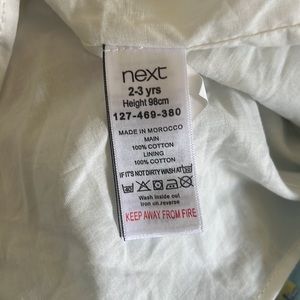 next
2-3 yrs
Height 98cm
127-469-380
MADE IN MOROCCO
MAIN
100% COTTON
LINING
100% COTTON
IF IT'S NOT DIRTY WASH AT 30
Wash inside out
Iron on reverse
KEEP AWAY FROM FIRE